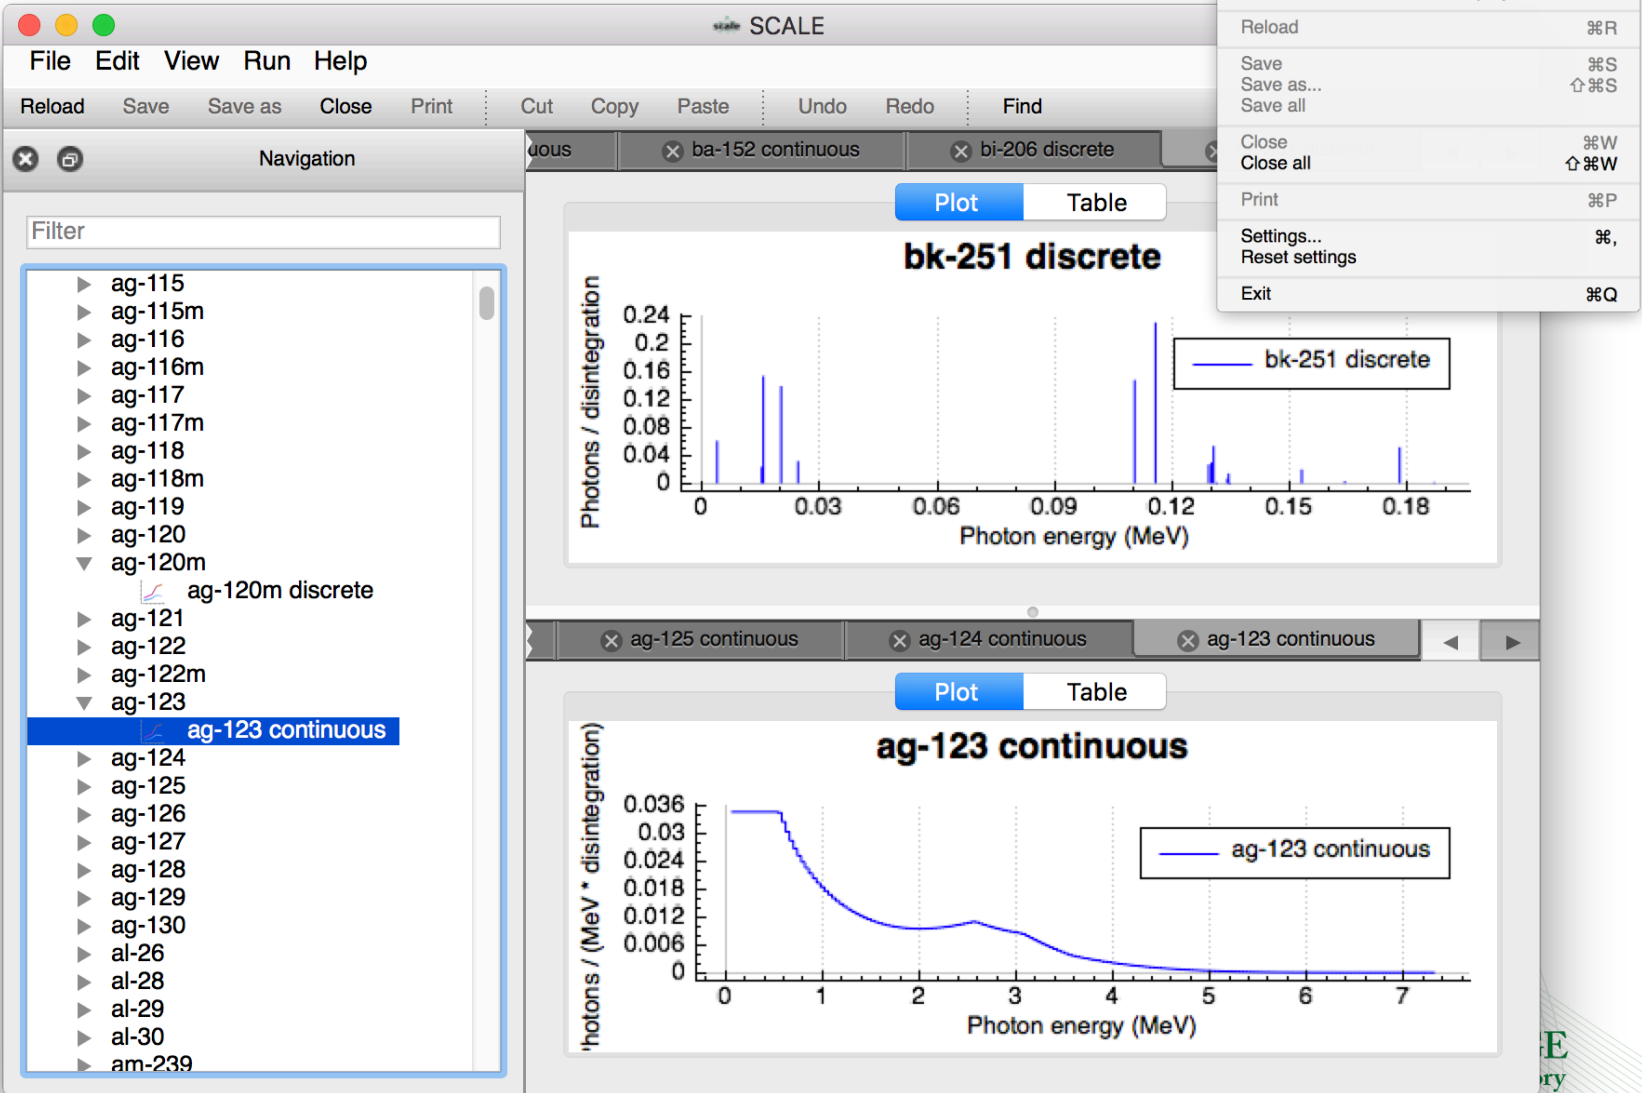 scale SCALE
File Edit View Run Help
Reload Save Save as Close Print Cut Copy Paste Undo Redo Find
Reload ⌘R
Save ⌘S
Save as... ⇧⌘S
Save all
Close ⌘W
Close all ⇧⌘W
Print ⌘P
Settings... ⌘,
Reset settings
Exit ⌘Q
Navigation
Filter
ag-115
ag-115m
ag-116
ag-116m
ag-117
ag-117m
ag-118
ag-118m
ag-119
ag-120
ag-120m
ag-120m discrete
ag-121
ag-122
ag-122m
ag-123
ag-123 continuous
ag-124
ag-125
ag-126
ag-127
ag-128
ag-129
ag-130
al-26
al-28
al-29
al-30
am-239
uous ba-152 continuous bi-206 discrete
Plot Table
bk-251 discrete
Photons / disintegration
0.24
0.2
0.16
0.12
0.08
0.04
0
bk-251 discrete
0 0.03 0.06 0.09 0.12 0.15 0.18
Photon energy (MeV)
ag-125 continuous ag-124 continuous ag-123 continuous
Plot Table
ag-123 continuous
hotons / (MeV * disintegration)
0.036
0.03
0.024
0.018
0.012
0.006
0
ag-123 continuous
0 1 2 3 4 5 6 7
Photon energy (MeV)
GE
ory